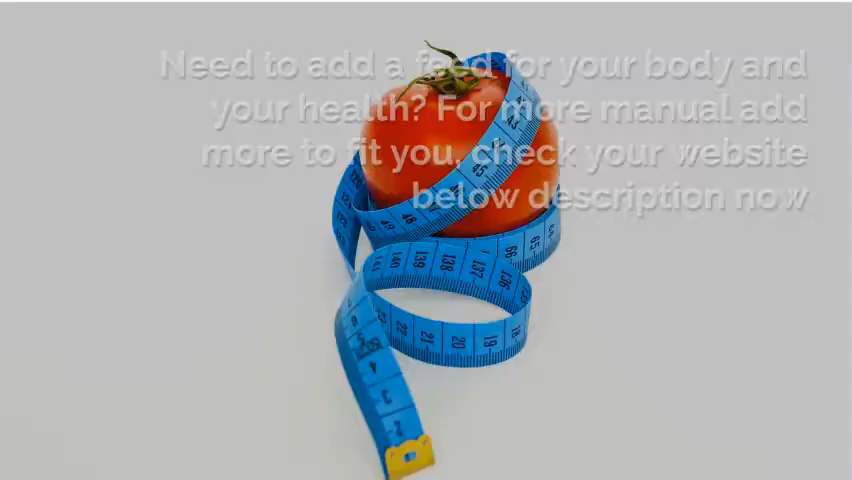 Need to add a food for your body and
your health? For more manual add
more to fit you, check your website
below description now